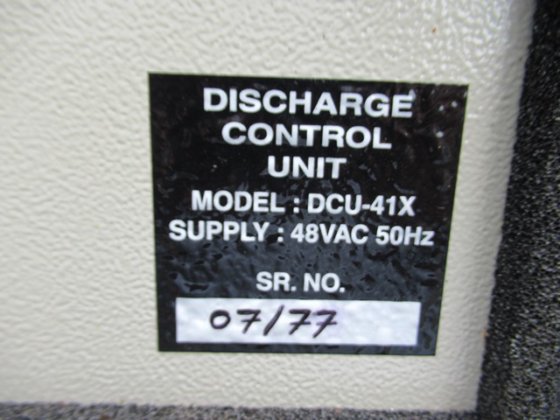 DISCHARGE
CONTROL
UNIT
MODEL : DCU-41X
SUPPLY : 48VAC 50Hz
SR. NO.
07/77